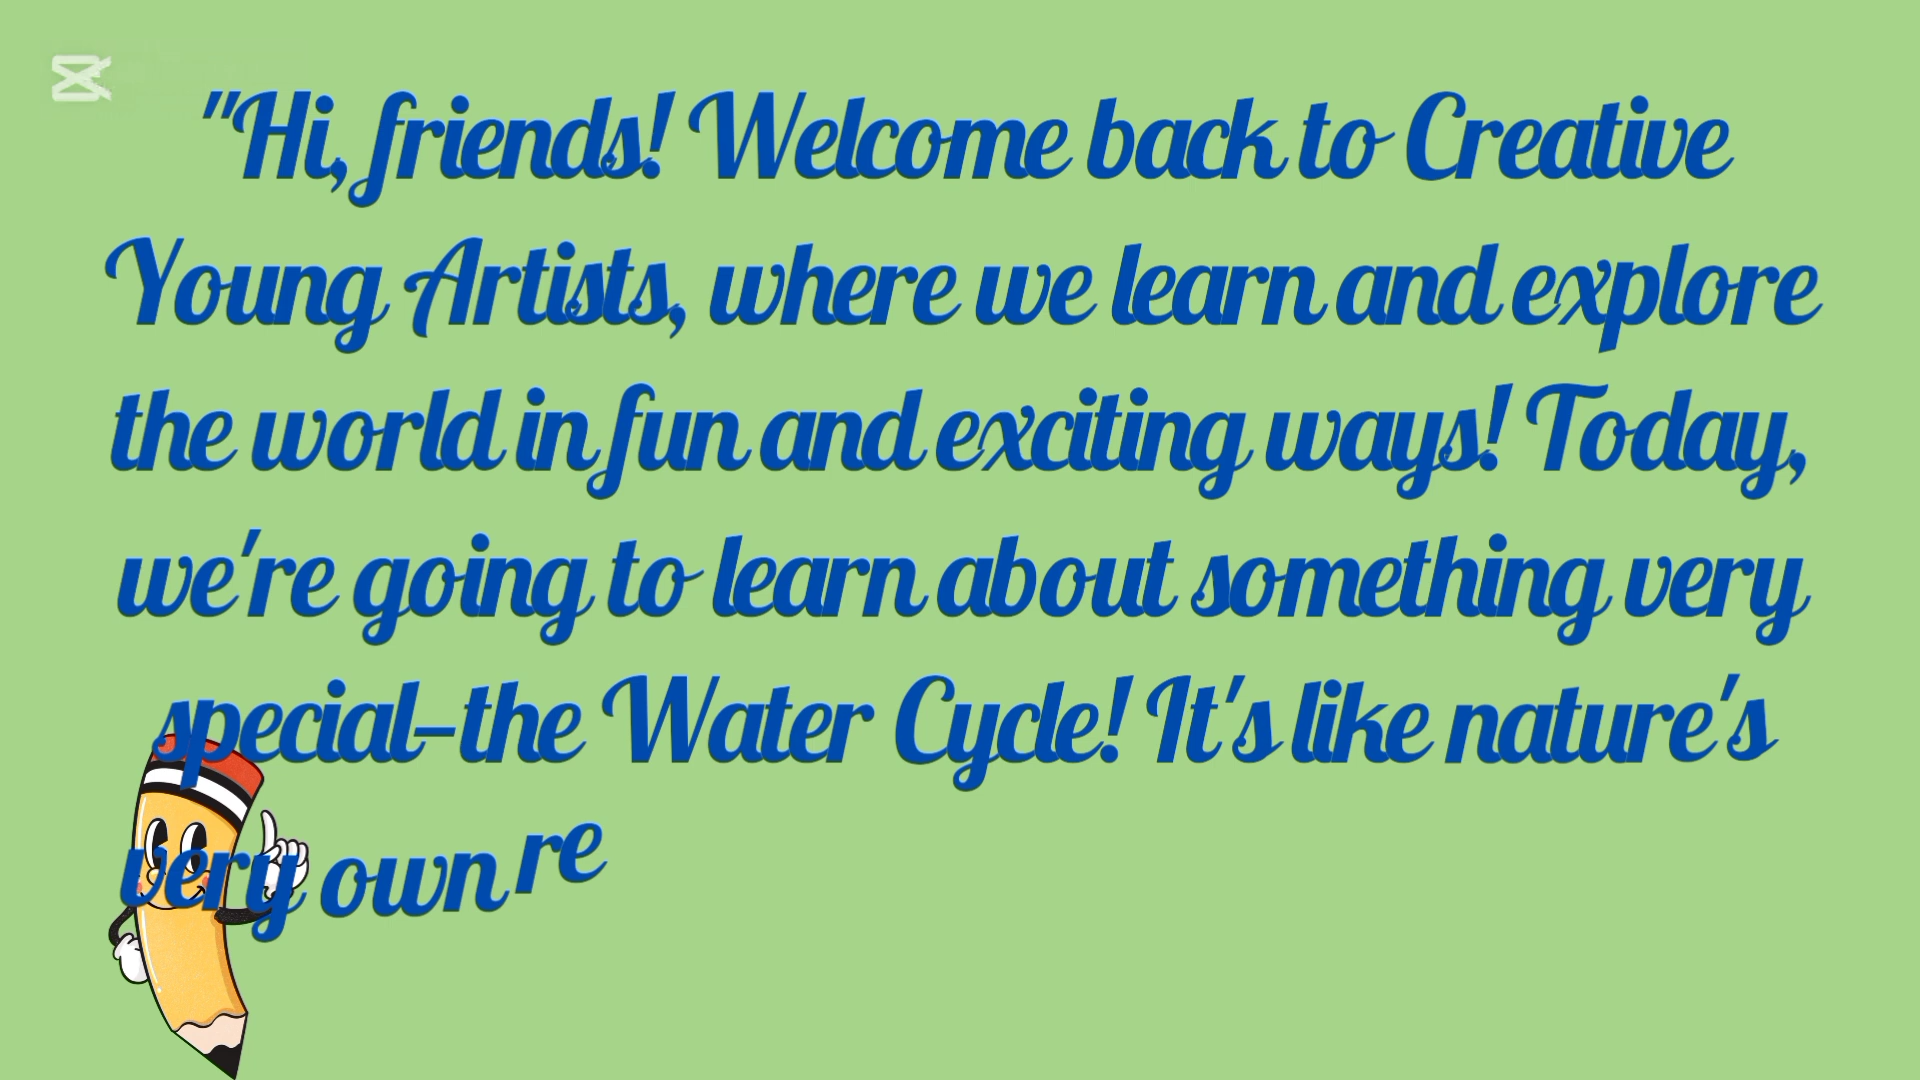 "Hi, friends! Welcome back to Creative
Young Artists, where we learn and explore
the world in fun and exciting ways! Today,
we're going to learn about something very
special—the Water Cycle! It's like nature's
very own re